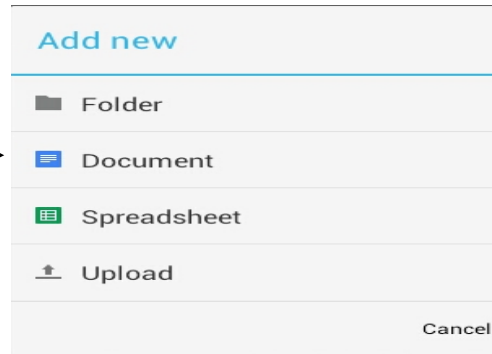 Add new
Folder
Document
Spreadsheet
Upload
Cancel